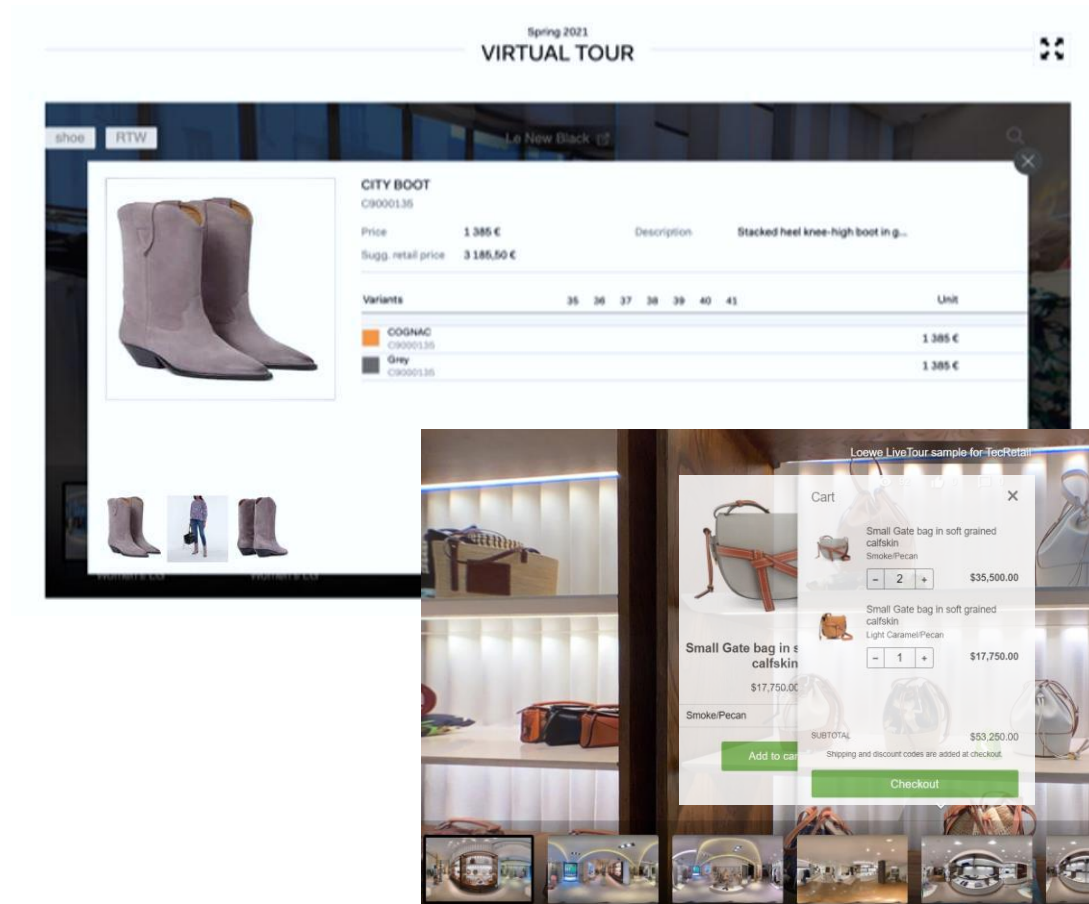 Spring 2021
VIRTUAL TOUR
shoe RTW Le New Black
CITY BOOT
C9000135
Price 1 385 € Description Stacked heel knee-high boot in g...
Sugg. retail price 3 185,50 €
Variants 35 36 37 38 39 40 41 Unit
COGNAC
C9000135 1 385 €
Grey
C9000135 1 385 €
Women's CG Women's CG
Loewe LiveTour sample for TecRetail
Cart
Small Gate bag in soft grained
calfskin
Smoke/Pecan
- 2 + $35,500.00
Small Gate bag in soft grained
calfskin
Light Caramel/Pecan
- 1 + $17,750.00
SUBTOTAL $53,250.00
Shipping and discount codes are added at checkout.
Checkout
Small Gate bag in s
calfskin
$17,750.00
Smoke/Pecan
Add to car